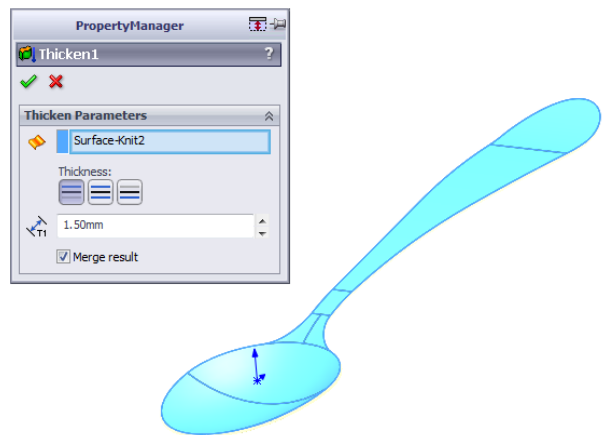 PropertyManager
Thicken1 ?
Thicken Parameters
Surface-Knit2
Thickness:
T1 1.50mm
Merge result